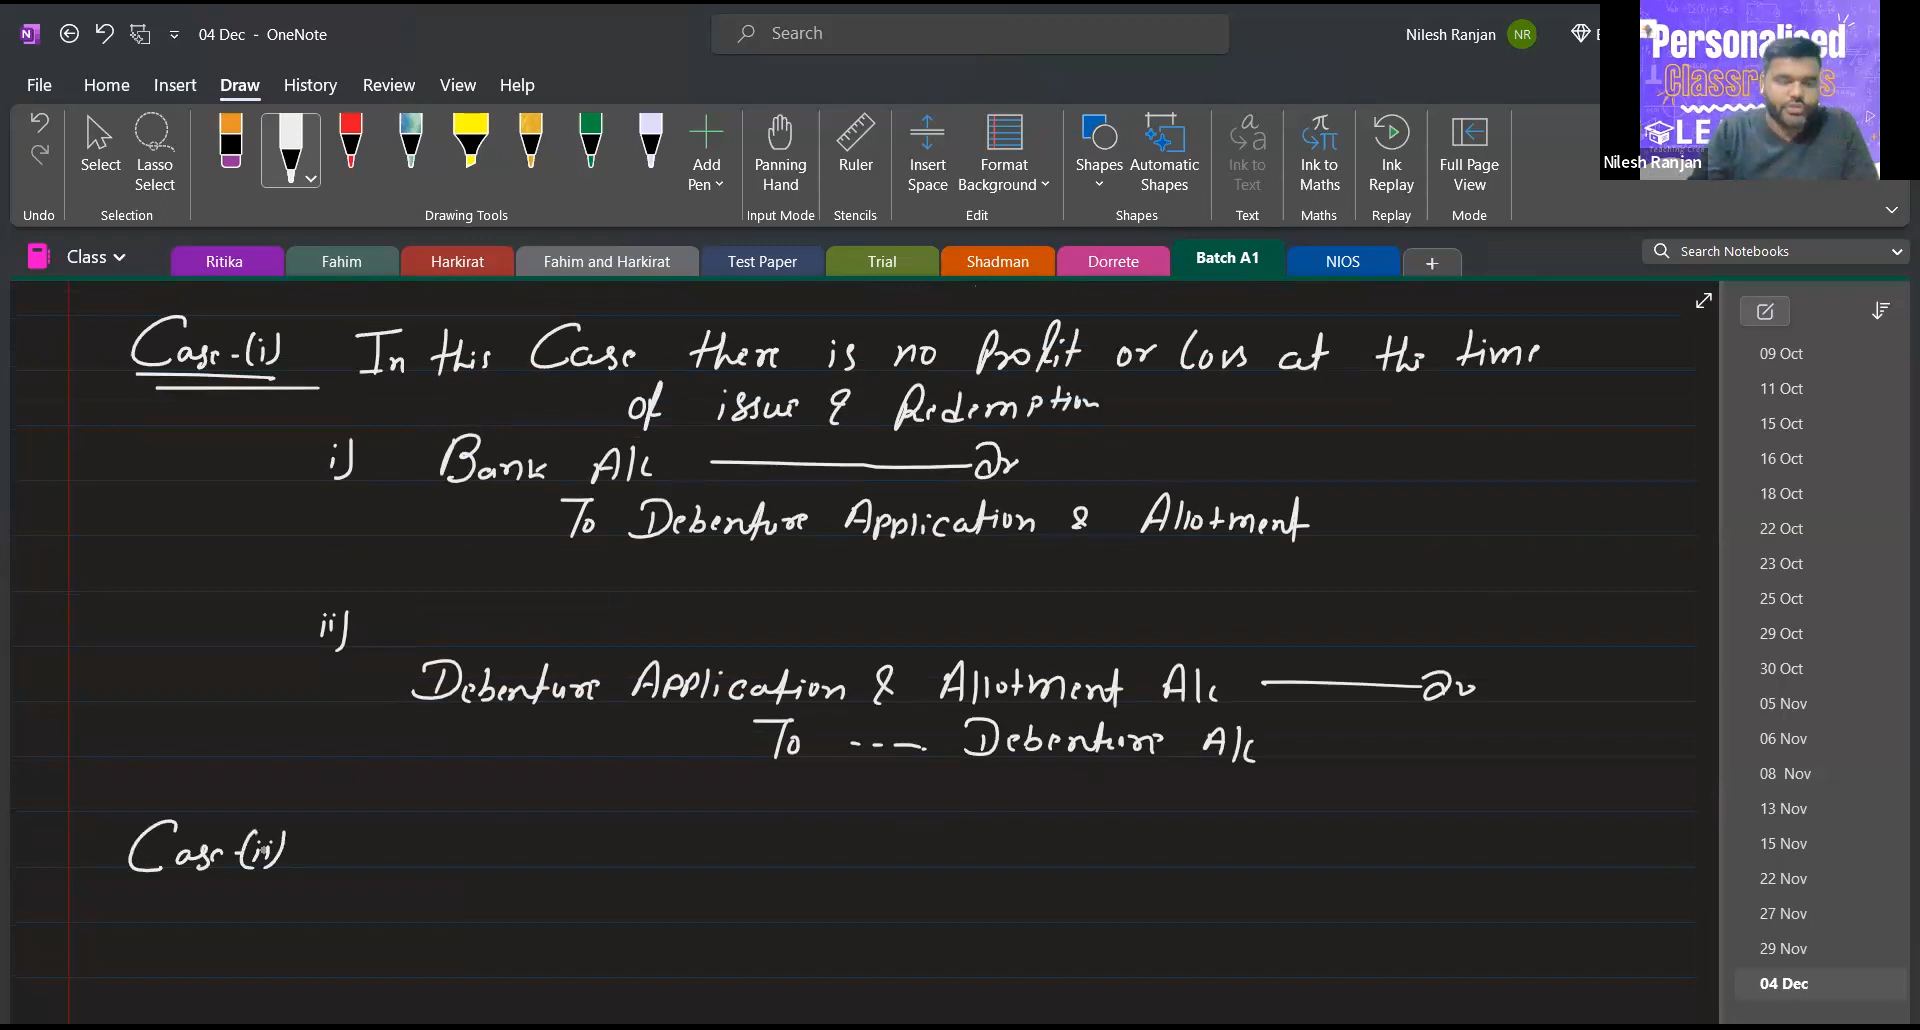 04 Dec - OneNote
Search
Nilesh Ranjan NR
File Home Insert Draw History Review View Help
Select
Lasso Select
Add Pen
Panning Hand
Ruler
Insert Space
Format Background
Shapes
Automatic Shapes
Ink to Text
Ink to Maths
Ink Replay
Full Page View
Undo Selection Drawing Tools Input Mode Stencils Edit Shapes Text Maths Replay Mode
Personalised
Classrooms
LE
Nilesh Ranjan
Class Ritika Fahim Harkirat Fahim and Harkirat Test Paper Trial Shadman Dorrete Batch A1 NIOS +
Search Notebooks
Case-(i) In this Case there is no Profit or Loss at the time
of issue & Redemption
i) Bank A/c Dr
To Debenture Application & Allotment
ii)
Debenture Application & Allotment A/c Dr
To ---- Debenture A/c
Case-(ii)
09 Oct
11 Oct
15 Oct
16 Oct
18 Oct
22 Oct
23 Oct
25 Oct
29 Oct
30 Oct
05 Nov
06 Nov
08 Nov
13 Nov
15 Nov
22 Nov
27 Nov
29 Nov
04 Dec